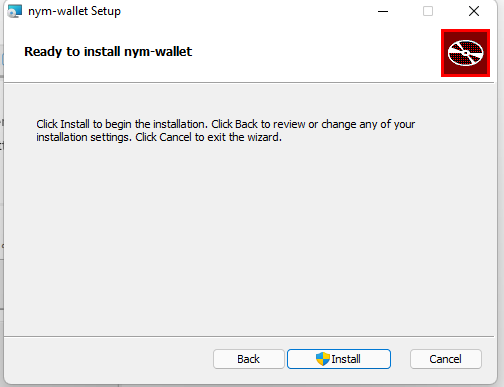 nym-wallet Setup
Ready to install nym-wallet
Click Install to begin the installation. Click Back to review or change any of your
installation settings. Click Cancel to exit the wizard.
Back
Install
Cancel